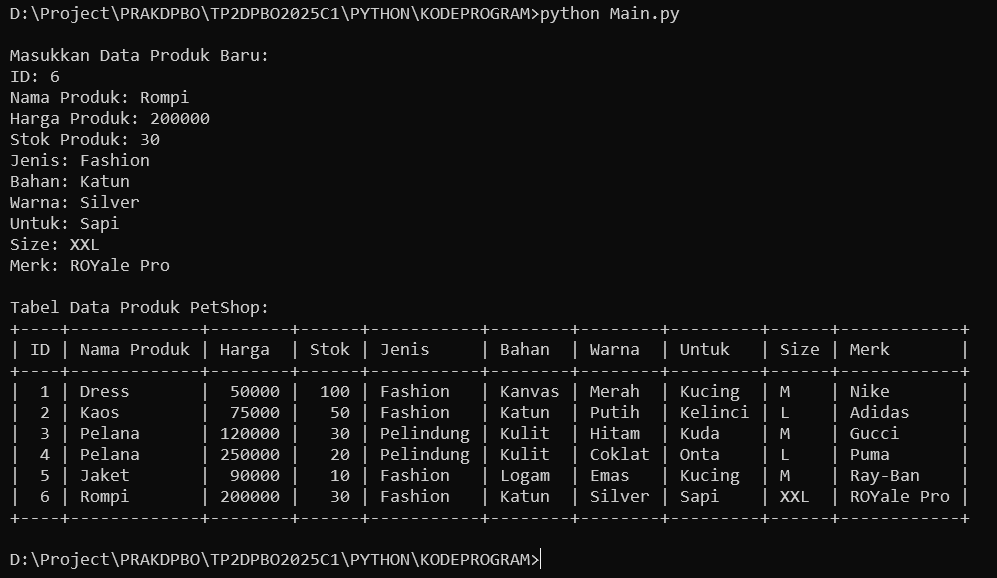 D:\Project\PRAKDPBO\TP2DPBO2025C1\PYTHON\KODEPROGRAM>python Main.py
Masukkan Data Produk Baru:
ID: 6
Nama Produk: Rompi
Harga Produk: 200000
Stok Produk: 30
Jenis: Fashion
Bahan: Katun
Warna: Silver
Untuk: Sapi
Size: XXL
Merk: ROYale Pro
Tabel Data Produk PetShop:
+----+-------------+--------+------+-----------+--------+--------+---------+------+------------+
| ID | Nama Produk | Harga  | Stok | Jenis     | Bahan  | Warna  | Untuk   | Size | Merk       |
+----+-------------+--------+------+-----------+--------+--------+---------+------+------------+
|  1 | Dress       |  50000 |  100 | Fashion   | Kanvas | Merah  | Kucing  | M    | Nike       |
|  2 | Kaos        |  75000 |   50 | Fashion   | Katun  | Putih  | Kelinci | L    | Adidas     |
|  3 | Pelana      | 120000 |   30 | Pelindung | Kulit  | Hitam  | Kuda    | M    | Gucci      |
|  4 | Pelana      | 250000 |   20 | Pelindung | Kulit  | Coklat | Onta    | L    | Puma       |
|  5 | Jaket       |  90000 |   10 | Fashion   | Logam  | Emas   | Kucing  | M    | Ray-Ban    |
|  6 | Rompi       | 200000 |   30 | Fashion   | Katun  | Silver | Sapi    | XXL  | ROYale Pro |
+----+-------------+--------+------+-----------+--------+--------+---------+------+------------+
D:\Project\PRAKDPBO\TP2DPBO2025C1\PYTHON\KODEPROGRAM>